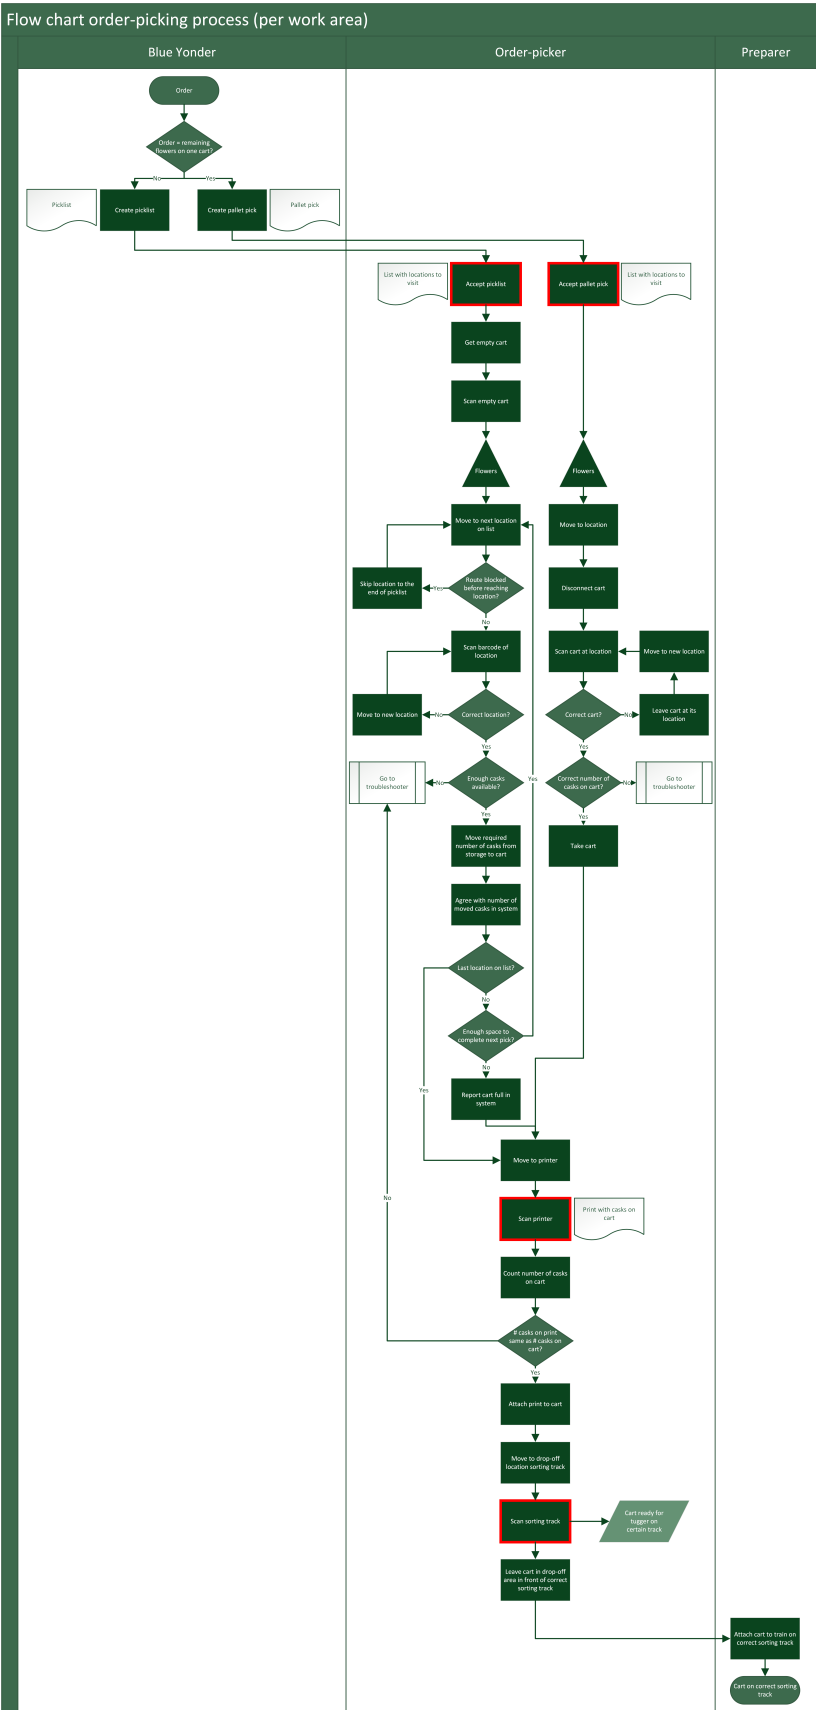 Flow chart order-picking process (per work area)
Blue Yonder
Order-picker
Preparer
Order
Order = remaining
flowers on one cart?
No
Yes
Picklist
Create picklist
Create pallet pick
Pallet pick
List with locations to
visit
Accept picklist
Accept pallet pick
List with locations to
visit
Get empty cart
Scan empty cart
Flowers
Flowers
Move to next location
on list
Move to location
Skip location to the
end of picklist
Yes
Route blocked
before reaching
location?
Disconnect cart
No
Scan barcode of
location
Scan cart at location
Move to new location
Move to new location
No
Correct location?
Correct cart?
No
Leave cart at its
location
Yes
Yes
Go to
troubleshooter
No
Enough casks
available?
Yes
Correct number of
casks on cart?
No
Go to
troubleshooter
Yes
Yes
Move required
number of casks from
storage to cart
Take cart
Agree with number of
moved casks in system
Last location on list?
No
Enough space to
complete next pick?
No
Yes
Report cart full in
system
Move to printer
No
Scan printer
Print with casks on
cart
Count number of casks
on cart
# casks on print
same as # casks on
cart?
Yes
Attach print to cart
Move to drop-off
location sorting track
Scan sorting track
Cart ready for
tugger on
certain track
Leave cart in drop-off
area in front of correct
sorting track
Attach cart to train on
correct sorting track
Cart on correct sorting
track